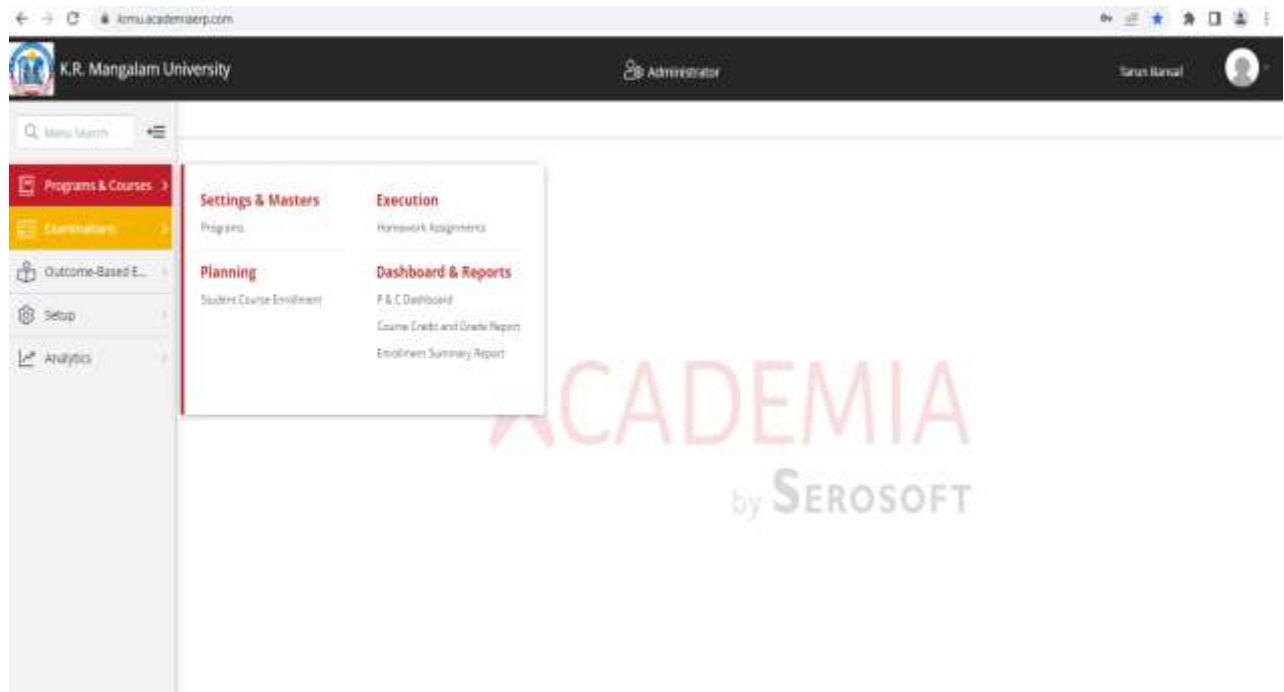 krmu.academiaerp.com
K.R. Mangalam University
Administrator
Tarun Bansal
Menu Search
Programs & Courses
Examinations
Outcome-Based E...
Setup
Analytics
Settings & Masters
Programs
Planning
Student Course Enrollment
Execution
Homework Assignments
Dashboard & Reports
P & C Dashboard
Course Credit and Grade Report
Enrollment Summary Report
ACADEMIA
by SEROSOFT